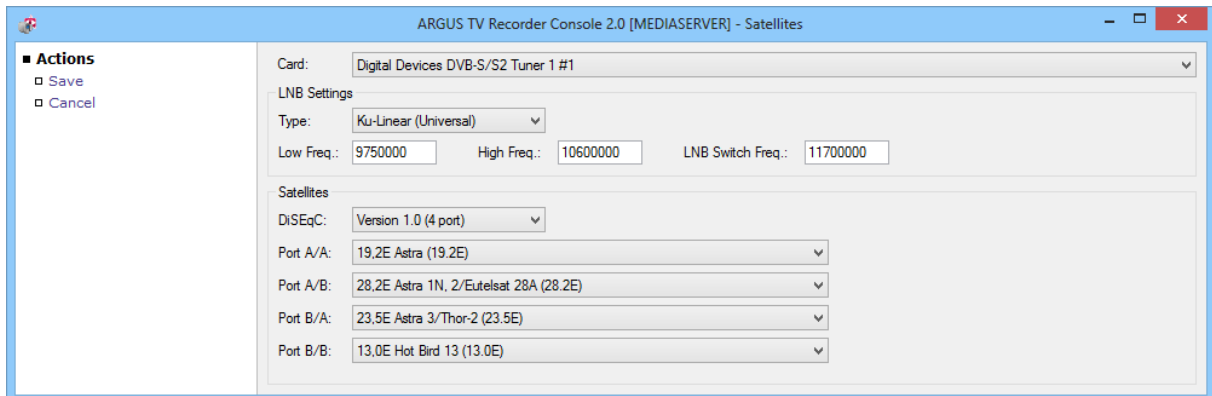 ARGUS TV Recorder Console 2.0 [MEDIASERVER] - Satellites
Actions
Save
Cancel
Card: Digital Devices DVB-S/S2 Tuner 1 #1
LNB Settings
Type: Ku-Linear (Universal)
Low Freq.: 9750000 High Freq.: 10600000 LNB Switch Freq.: 11700000
Satellites
DiSEqC: Version 1.0 (4 port)
Port A/A: 19,2E Astra (19.2E)
Port A/B: 28,2E Astra 1N, 2/Eutelsat 28A (28.2E)
Port B/A: 23,5E Astra 3/Thor-2 (23.5E)
Port B/B: 13,0E Hot Bird 13 (13.0E)